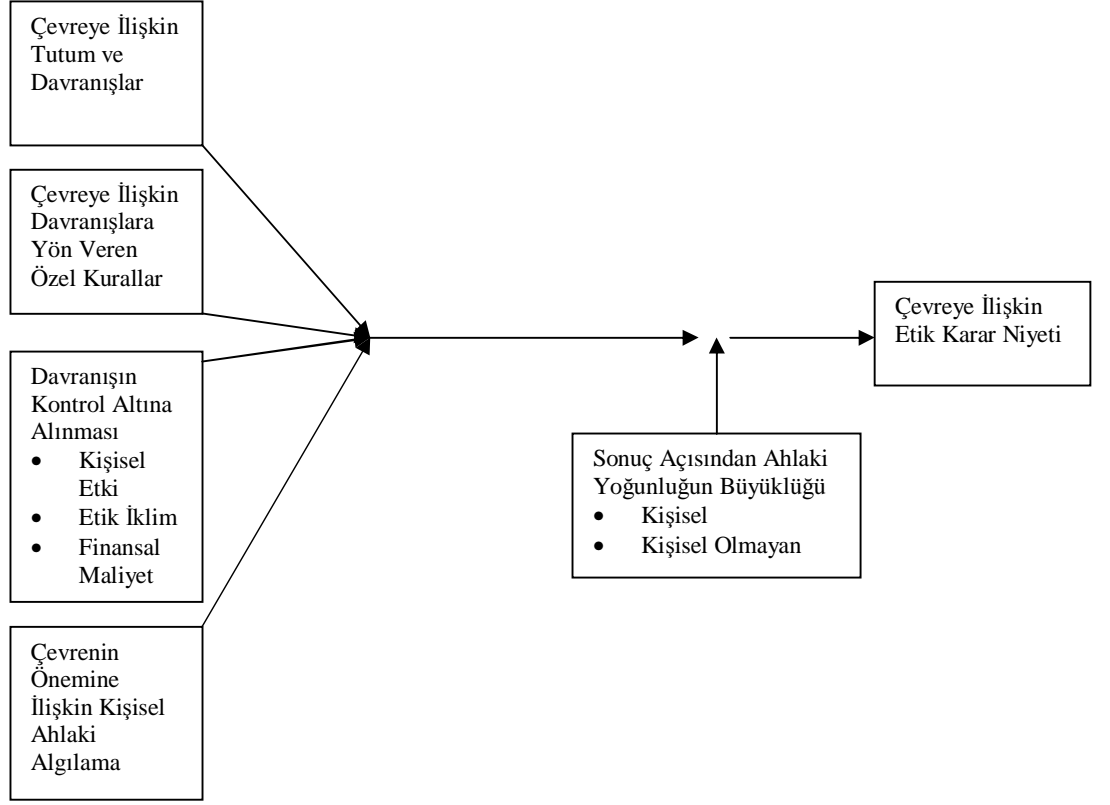 Çevreye İlişkin
Tutum ve
Davranışlar
Çevreye İlişkin
Davranışlara
Yön Veren
Özel Kurallar
Davranışın
Kontrol Altına
Alınması
• Kişisel
Etki
• Etik İklim
• Finansal
Maliyet
Çevrenin
Önemine
İlişkin Kişisel
Ahlaki
Algılama
Sonuç Açısından Ahlaki
Yoğunluğun Büyüklüğü
• Kişisel
• Kişisel Olmayan
Çevreye İlişkin
Etik Karar Niyeti